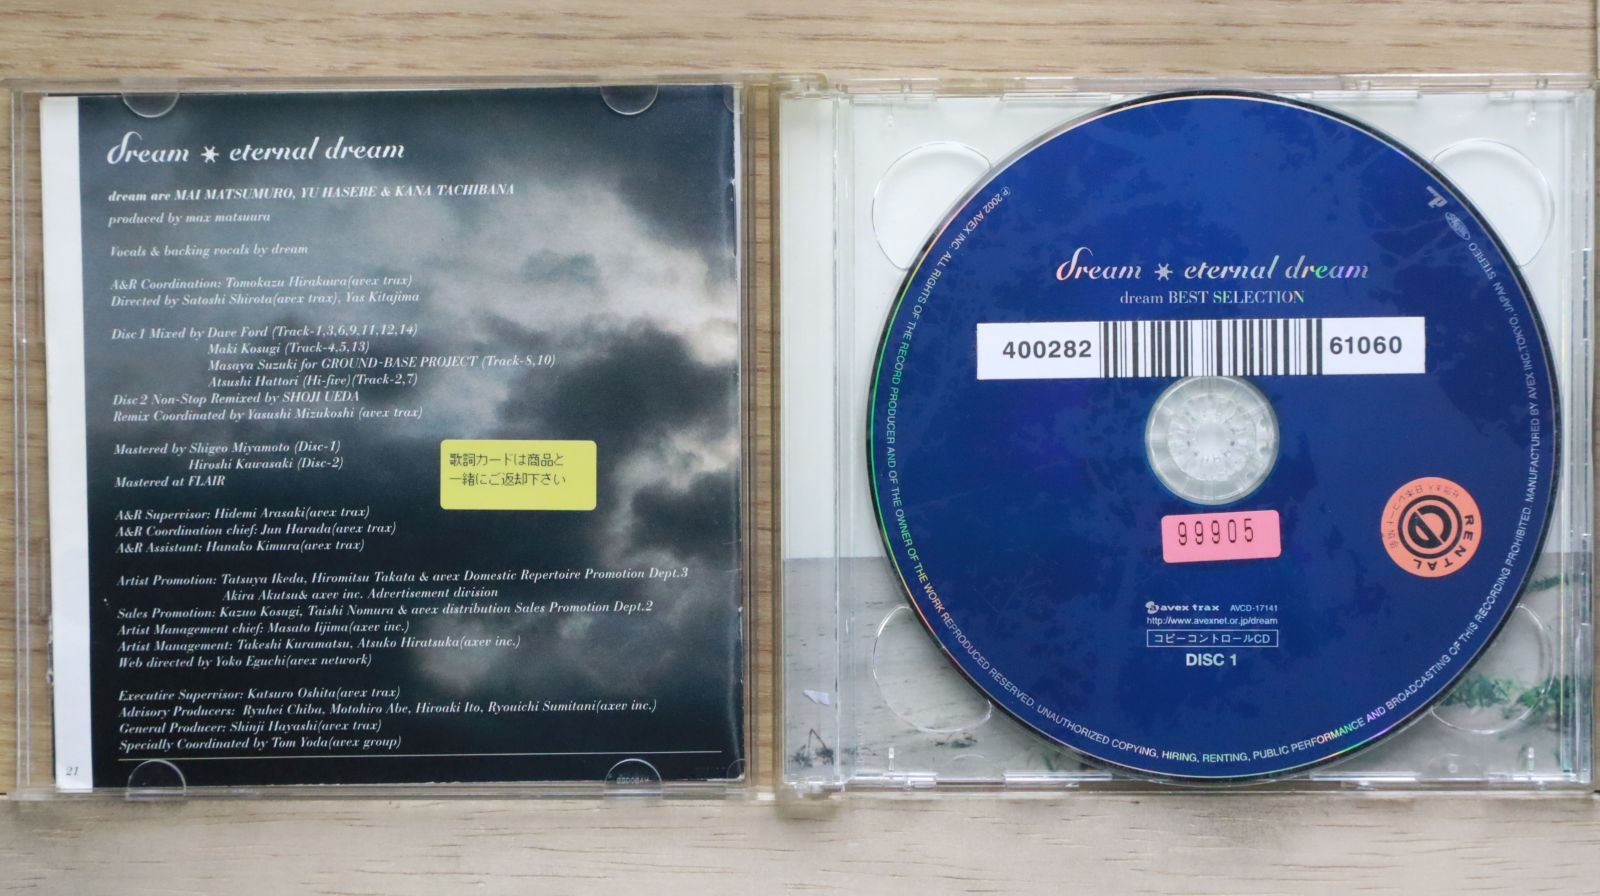 dream * eternal dream
dream are MAI MATSUMURO, YU HASEBE & KANA TACHIBANA
produced by max matsuura
Vocals & backing vocals by dream
A&R Coordination: Tomokazu Hirakawa(avex trax)
Directed by Satoshi Shirota(avex trax), Yas Kitajima
Disc 1 Mixed by Dave Ford (Track-1,3,6,9,11,12,14)
Maki Kosugi (Track-4,5,13)
Masaya Suzuki for GROUND-BASE PROJECT (Track-8,10)
Atsushi Hattori (Hi-five)(Track-2,7)
Disc 2 Non-Stop Remixed by SHOJI UEDA
Remix Coordinated by Yasushi Mizukoshi (avex trax)
Mastered by Shigeo Miyamoto (Disc-1)
Hiroshi Kawasaki (Disc-2)
Mastered at FLAIR
歌詞カードは商品と
一緒にご返却下さい
A&R Supervisor: Hidemi Arasaki(avex trax)
A&R Coordination chief: Jun Harada(avex trax)
A&R Assistant: Hanako Kimura(avex trax)
Artist Promotion: Tatsuya Ikeda, Hiromitsu Takata & avex Domestic Repertoire Promotion Dept.3
Akira Akutsu& axev inc. Advertisement division
Sales Promotion: Kazuo Kosugi, Taishi Nomura & avex distribution Sales Promotion Dept.2
Artist Management chief: Masato Iijima(axev inc.)
Artist Management: Takeshi Kuramatsu, Atsuko Hiratsuka(axev inc.)
Web directed by Yoko Eguchi(avex network)
Executive Supervisor: Katsuro Oshita(avex trax)
Advisory Producers: Ryuhei Chiba, Motohiro Abe, Hiroaki Ito, Ryouichi Sumitani(axev inc.)
General Producer: Shinji Hayashi(avex trax)
Specially Coordinated by Tom Yoda(avex group)
21
dream * eternal dream
dream BEST SELECTION
400282 61060
99905
RENTAL
avex trax AVCD-17141
http://www.avexnet.or.jp/dream
コピーコントロールCD
DISC 1
STEREO
℗2002 AVEX INC. ALL RIGHTS OF THE RECORD PRODUCER AND OF THE OWNER OF THE WORK REPRODUCED RESERVED. UNAUTHORIZED COPYING, HIRING, RENTING, PUBLIC PERFORMANCE AND BROADCASTING OF THIS RECORDING PROHIBITED. MANUFACTURED BY AVEX INC.TOKYO, JAPAN